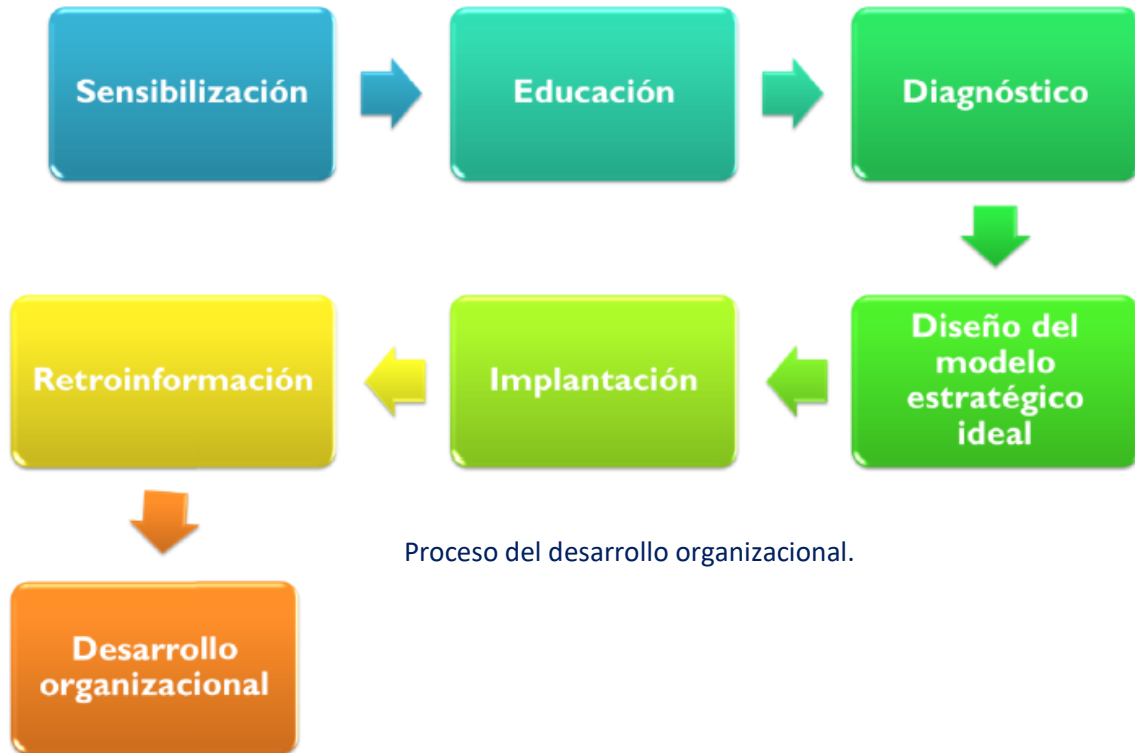 Sensibilización
Educación
Diagnóstico
Diseño del
modelo
estratégico
ideal
Implantación
Retroinformación
Desarrollo
organizacional
Proceso del desarrollo organizacional.